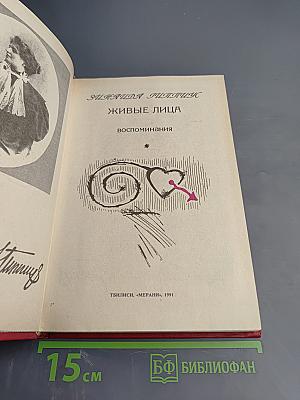 ЗИНАИДА ГИППИУС
ЖИВЫЕ ЛИЦА
ВОСПОМИНАНИЯ
*
ТБИЛИСИ, «МЕРАНИ», 1991
15 см
БФ БИБЛИОФАН